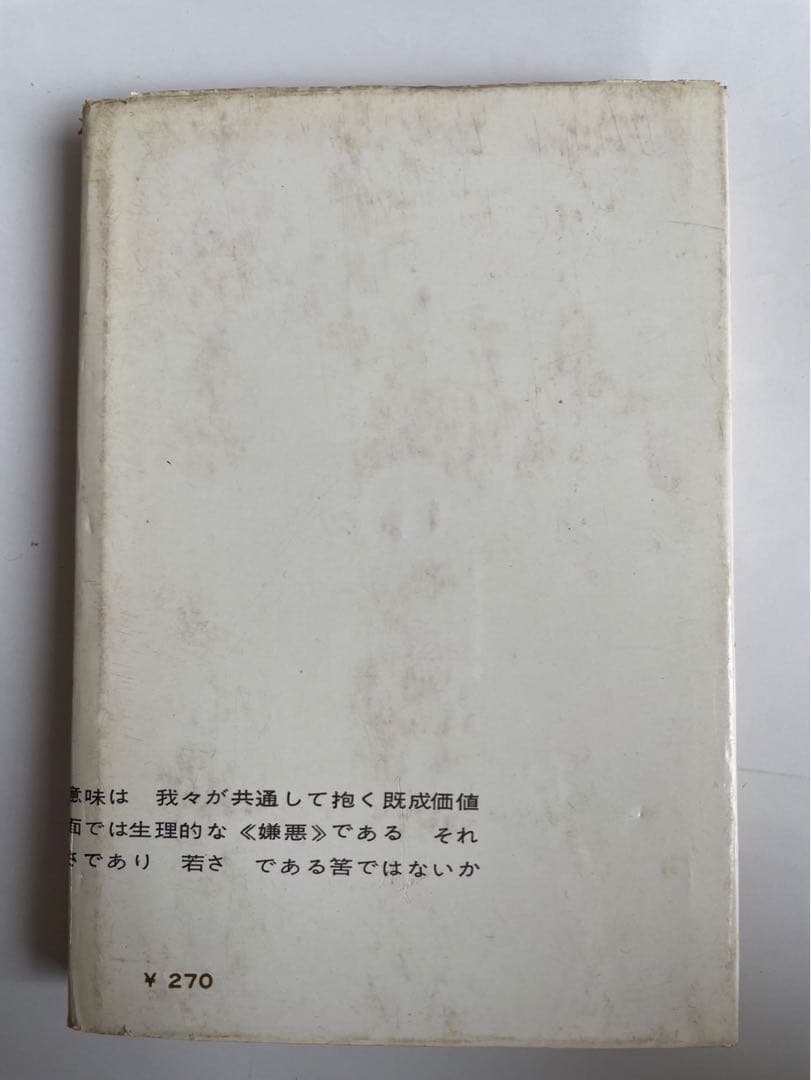 意味は 我々が共通して抱く既成価値
面では生理的な《嫌悪》である それ
さであり 若さ である筈ではないか
¥ 270